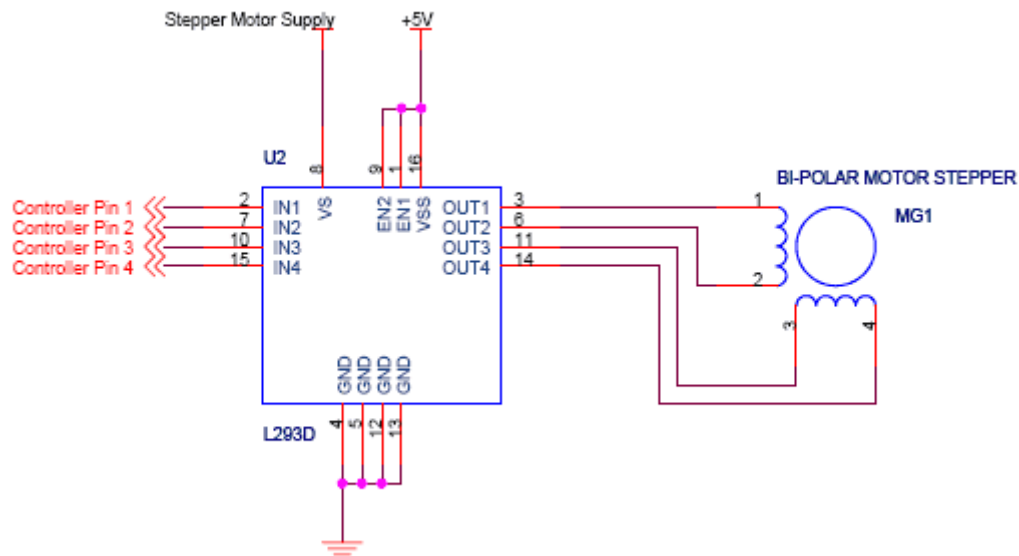 Stepper Motor Supply +5V
U2
8 9 1 16
BI-POLAR MOTOR STEPPER
MG1
Controller Pin 1 2 IN1 VS EN2 EN1 VSS OUT1 3 1
Controller Pin 2 7 IN2 OUT2 6
Controller Pin 3 10 IN3 OUT3 11
Controller Pin 4 15 IN4 OUT4 14 2
3 4
GND GND GND GND
L293D
4 5 12 13